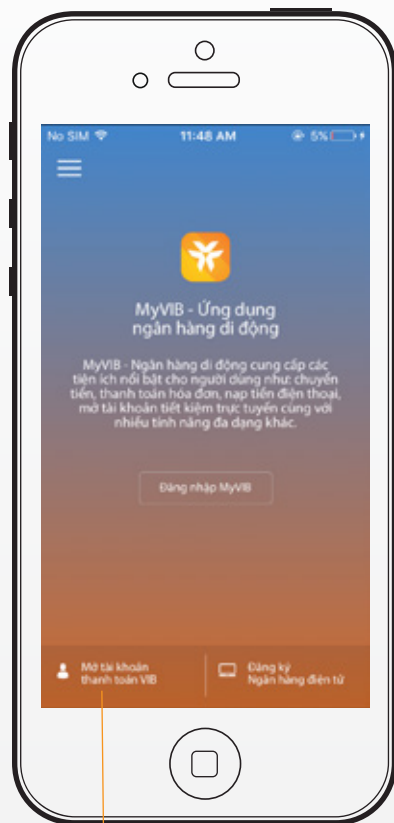 No SIM 11:48 AM 5%
MyVIB - Ứng dụng
ngân hàng di động
MyVIB - Ngân hàng di động cung cấp các
tiện ích nổi bật cho người dùng như: chuyển
tiền, thanh toán hóa đơn, nạp tiền điện thoại,
mở tài khoản tiết kiệm trực tuyến cùng với
nhiều tính năng đa dạng khác.
Đăng nhập MyVIB
Mở tài khoản
thanh toán VIB
Đăng ký
Ngân hàng điện tử